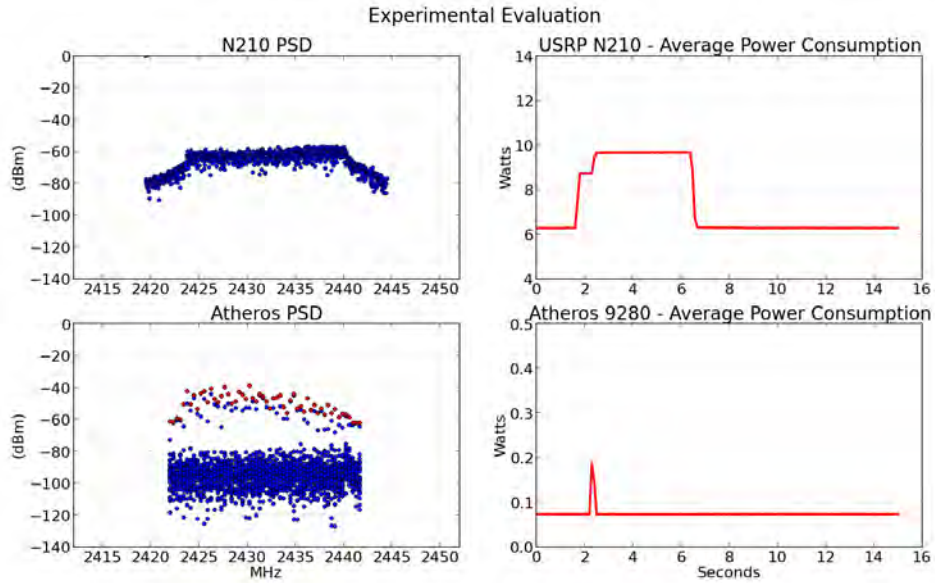 Experimental Evaluation
N210 PSD
0
−20
−40
−60
−80
−100
−120
−140
(dBm)
2415 2420 2425 2430 2435 2440 2445 2450
USRP N210 - Average Power Consumption
14
12
10
8
6
4
Watts
0 2 4 6 8 10 12 14 16
Atheros PSD
0
−20
−40
−60
−80
−100
−120
−140
(dBm)
2415 2420 2425 2430 2435 2440 2445 2450
MHz
Atheros 9280 - Average Power Consumption
0.5
0.4
0.3
0.2
0.1
0.0
Watts
0 2 4 6 8 10 12 14 16
Seconds